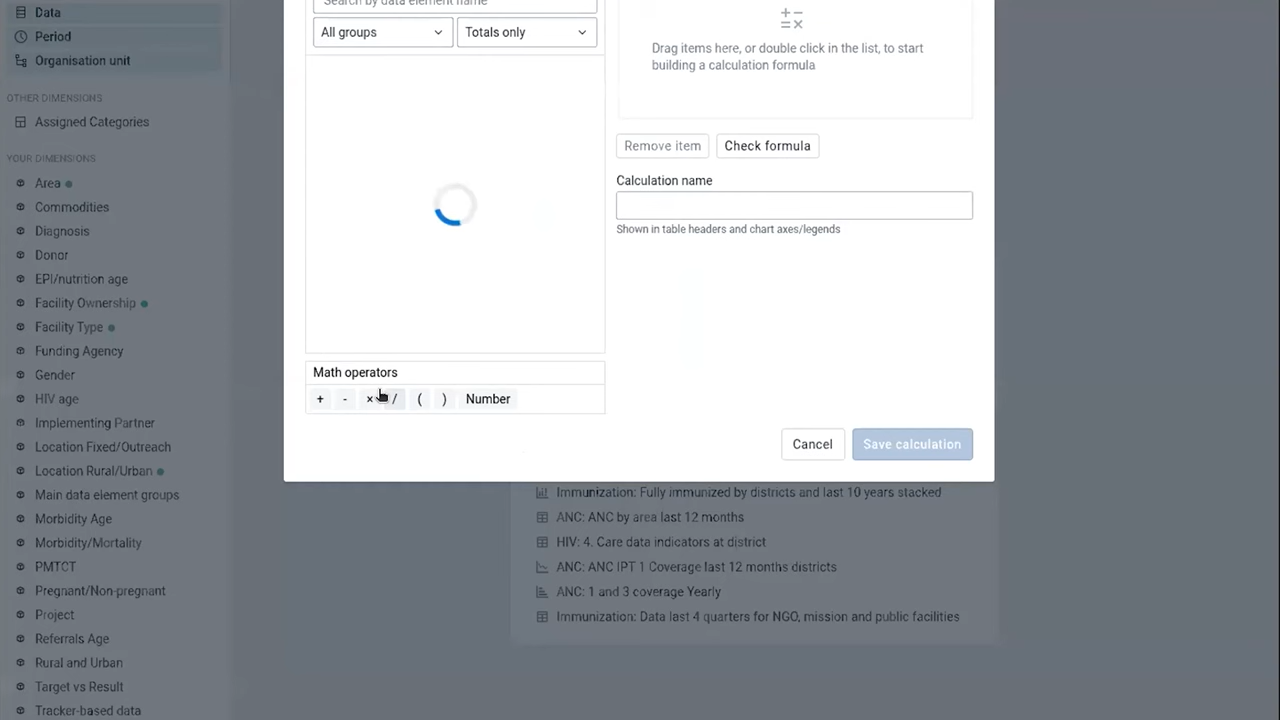 Data
Period
Organisation unit
OTHER DIMENSIONS
Assigned Categories
YOUR DIMENSIONS
Area
Commodities
Diagnosis
Donor
EPI/nutrition age
Facility Ownership
Facility Type
Funding Agency
Gender
HIV age
Implementing Partner
Location Fixed/Outreach
Location Rural/Urban
Main data element groups
Morbidity Age
Morbidity/Mortality
PMTCT
Pregnant/Non-pregnant
Project
Referrals Age
Rural and Urban
Target vs Result
Tracker-based data
Search by data element name
All groups
Totals only
Math operators
+ - × / ( ) Number
Drag items here, or double click in the list, to start
building a calculation formula
Remove item
Check formula
Calculation name
Shown in table headers and chart axes/legends
Cancel
Save calculation
Immunization: Fully immunized by districts and last 10 years stacked
ANC: ANC by area last 12 months
HIV: 4. Care data indicators at district
ANC: ANC IPT 1 Coverage last 12 months districts
ANC: 1 and 3 coverage Yearly
Immunization: Data last 4 quarters for NGO, mission and public facilities